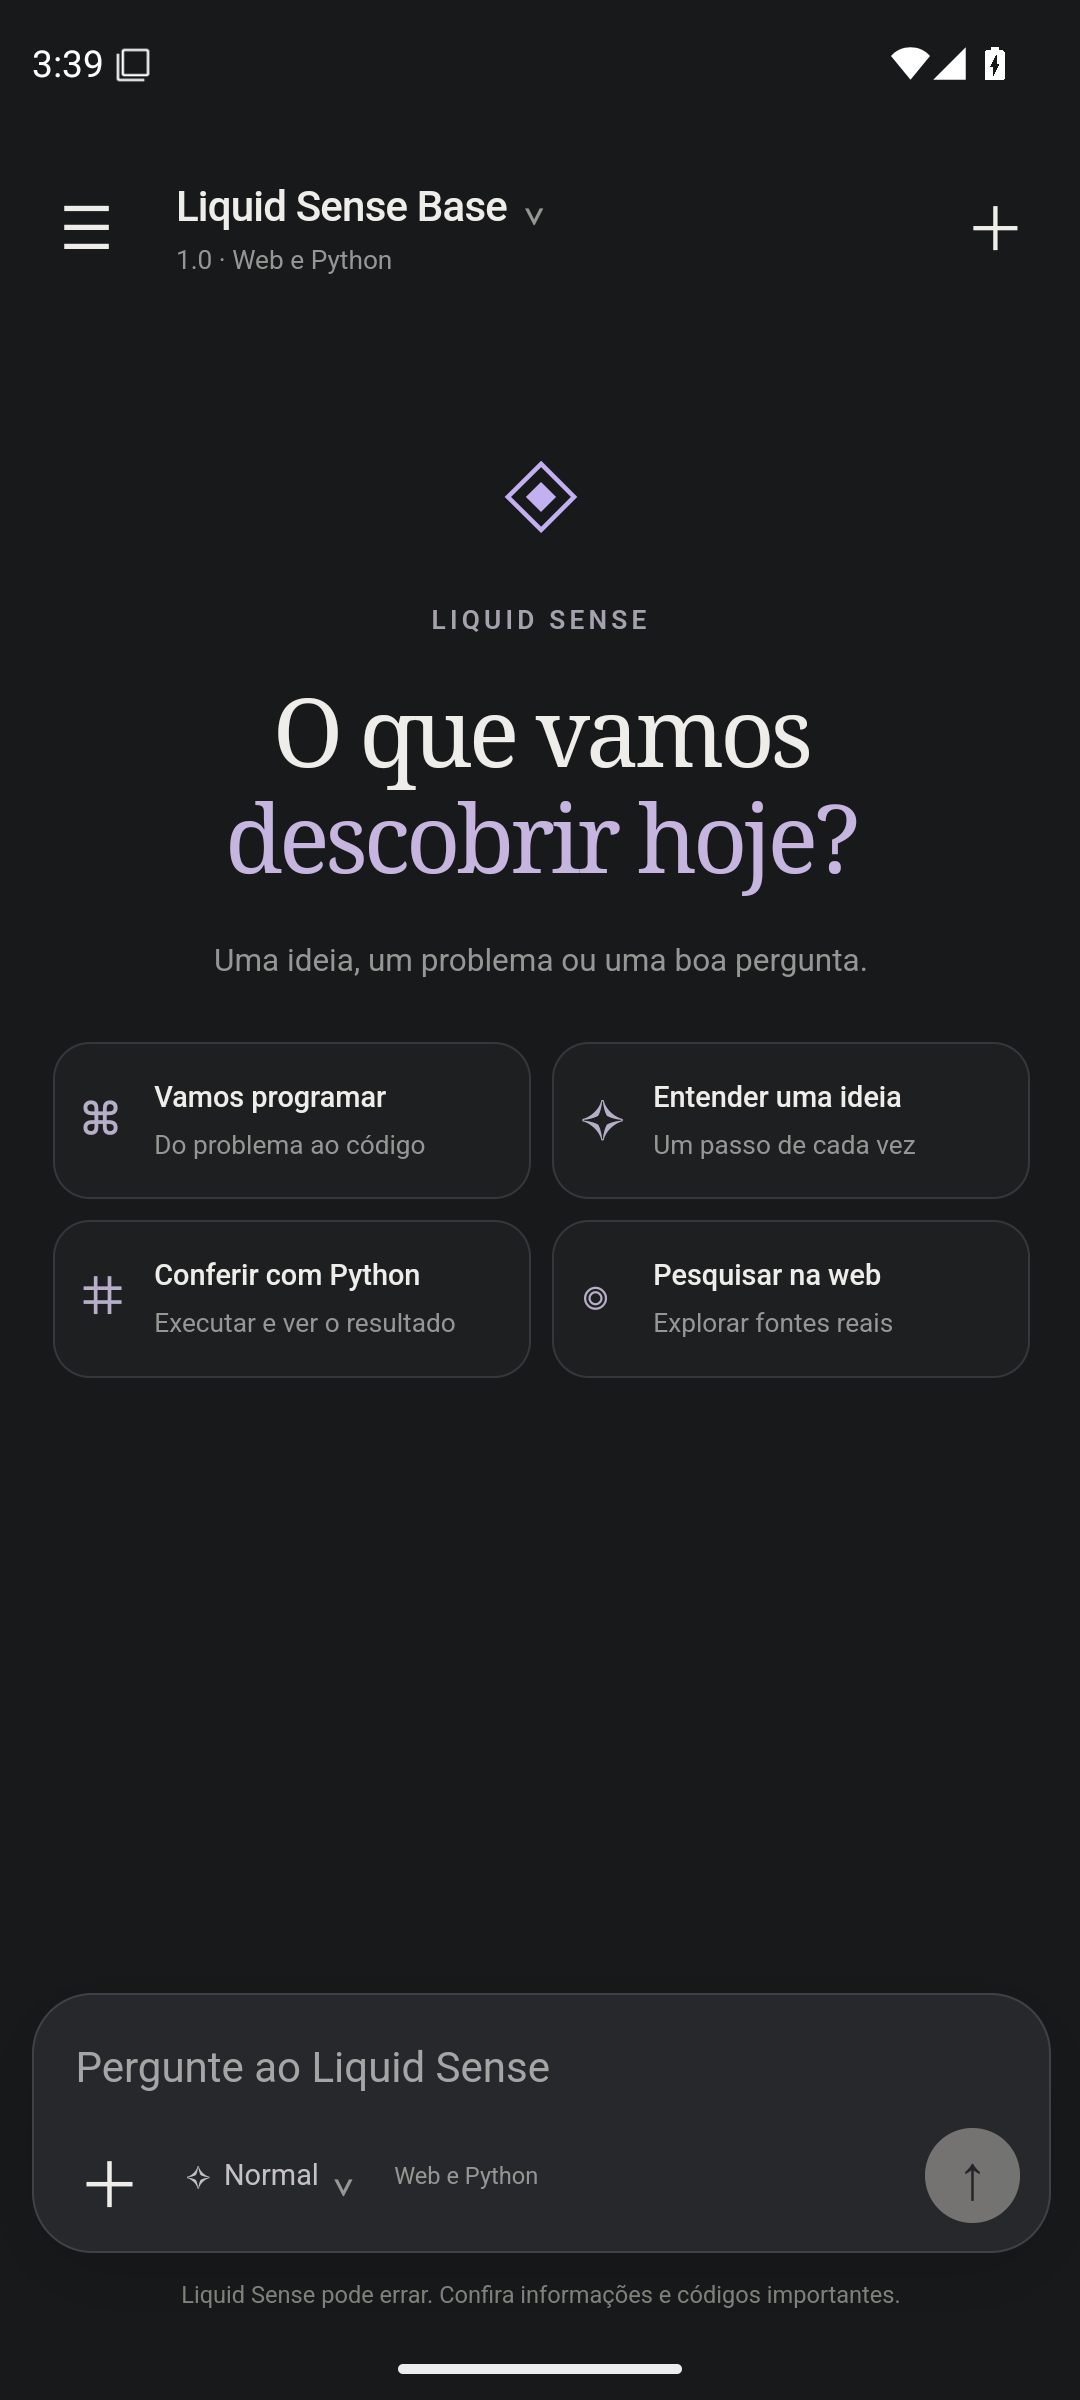 3:39
Liquid Sense Base
1.0 · Web e Python
LIQUID SENSE
O que vamos
descobrir hoje?
Uma ideia, um problema ou uma boa pergunta.
Vamos programar
Do problema ao código
Entender uma ideia
Um passo de cada vez
Conferir com Python
Executar e ver o resultado
Pesquisar na web
Explorar fontes reais
Pergunte ao Liquid Sense
Normal
Web e Python
Liquid Sense pode errar. Confira informações e códigos importantes.